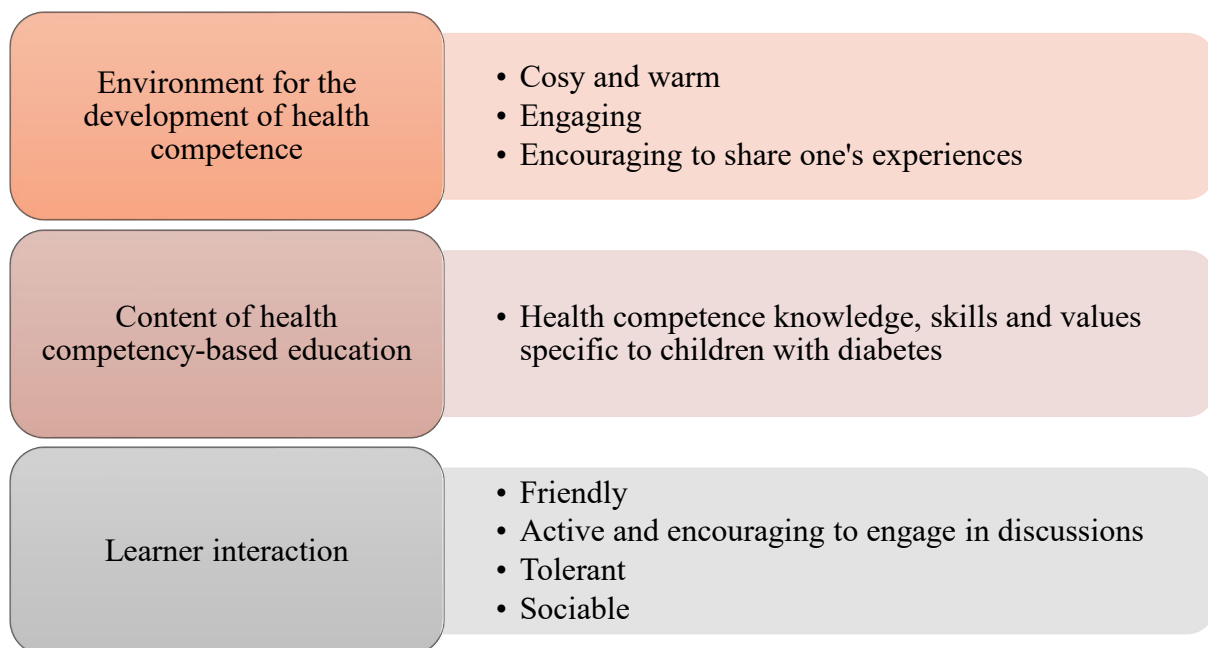 Environment for the
development of health
competence
• Cosy and warm
• Engaging
• Encouraging to share one's experiences
Content of health
competency-based education
• Health competence knowledge, skills and values
specific to children with diabetes
Learner interaction
• Friendly
• Active and encouraging to engage in discussions
• Tolerant
• Sociable